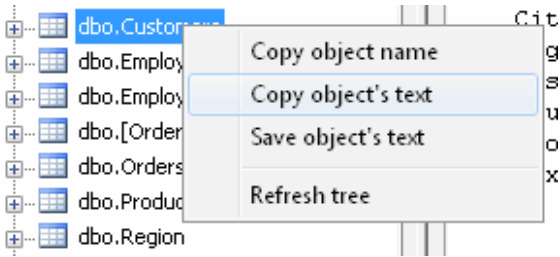 dbo.Customers
Cit
dbo.Employ
Copy object name
g
dbo.Employ
Copy object's text
s
dbo.[Order
Save object's text
u
dbo.Orders
o
dbo.Produc
Refresh tree
x
dbo.Region